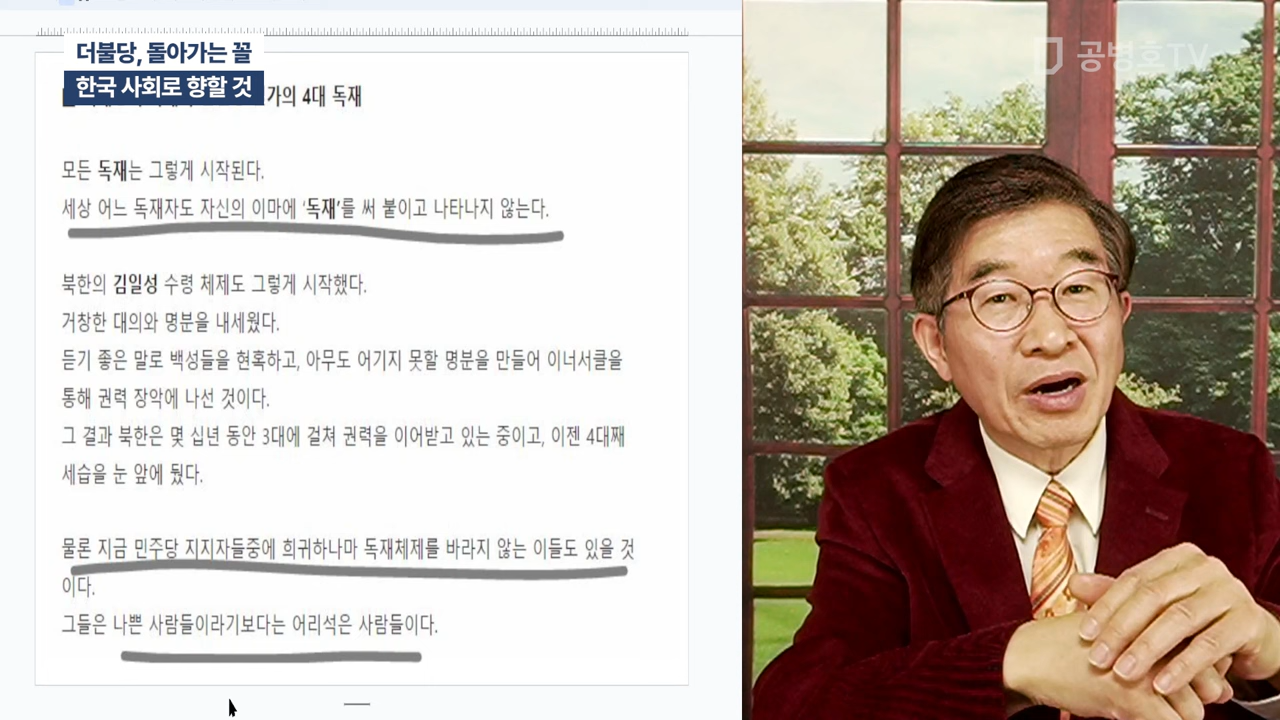 더불당, 돌아가는 꼴
한국 사회로 향할 것
가의 4대 독재
모든 독재는 그렇게 시작된다.
세상 어느 독재자도 자신의 이마에 ‘독재’를 써 붙이고 나타나지 않는다.
북한의 김일성 수령 체제도 그렇게 시작했다.
거창한 대의와 명분을 내세웠다.
듣기 좋은 말로 백성들을 현혹하고, 아무도 어기지 못할 명분을 만들어 이너서클을
통해 권력 장악에 나선 것이다.
그 결과 북한은 몇 십년 동안 3대에 걸쳐 권력을 이어받고 있는 중이고, 이젠 4대째
세습을 눈 앞에 뒀다.
물론 지금 민주당 지지자들중에 희귀하나마 독재체제를 바라지 않는 이들도 있을 것
이다.
그들은 나쁜 사람들이라기보다는 어리석은 사람들이다.
공병호TV